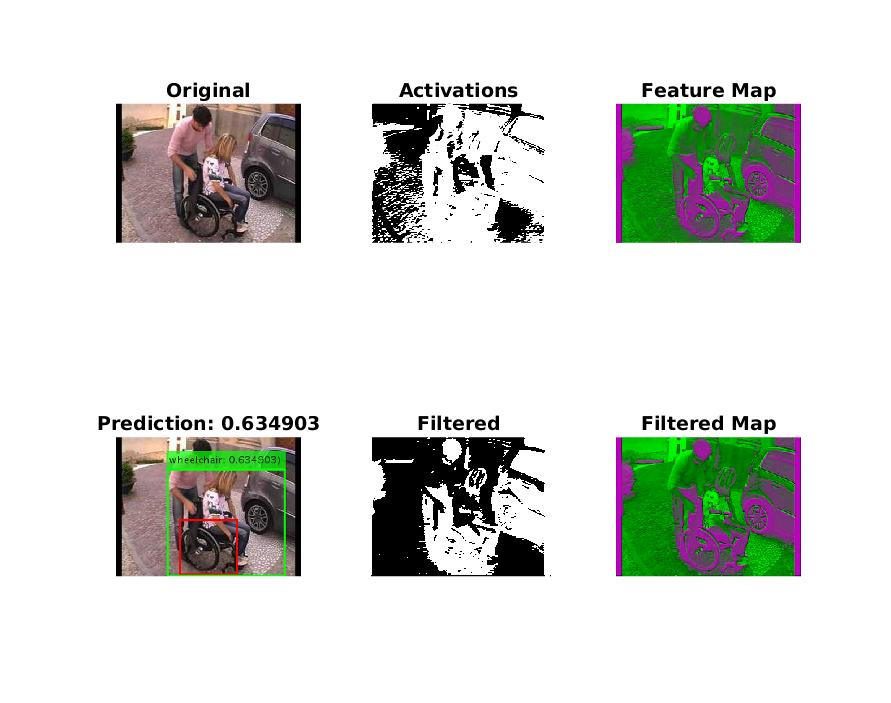 Original
Activations
Feature Map
Prediction: 0.634903
Filtered
Filtered Map
wheelchair: 0.634903)